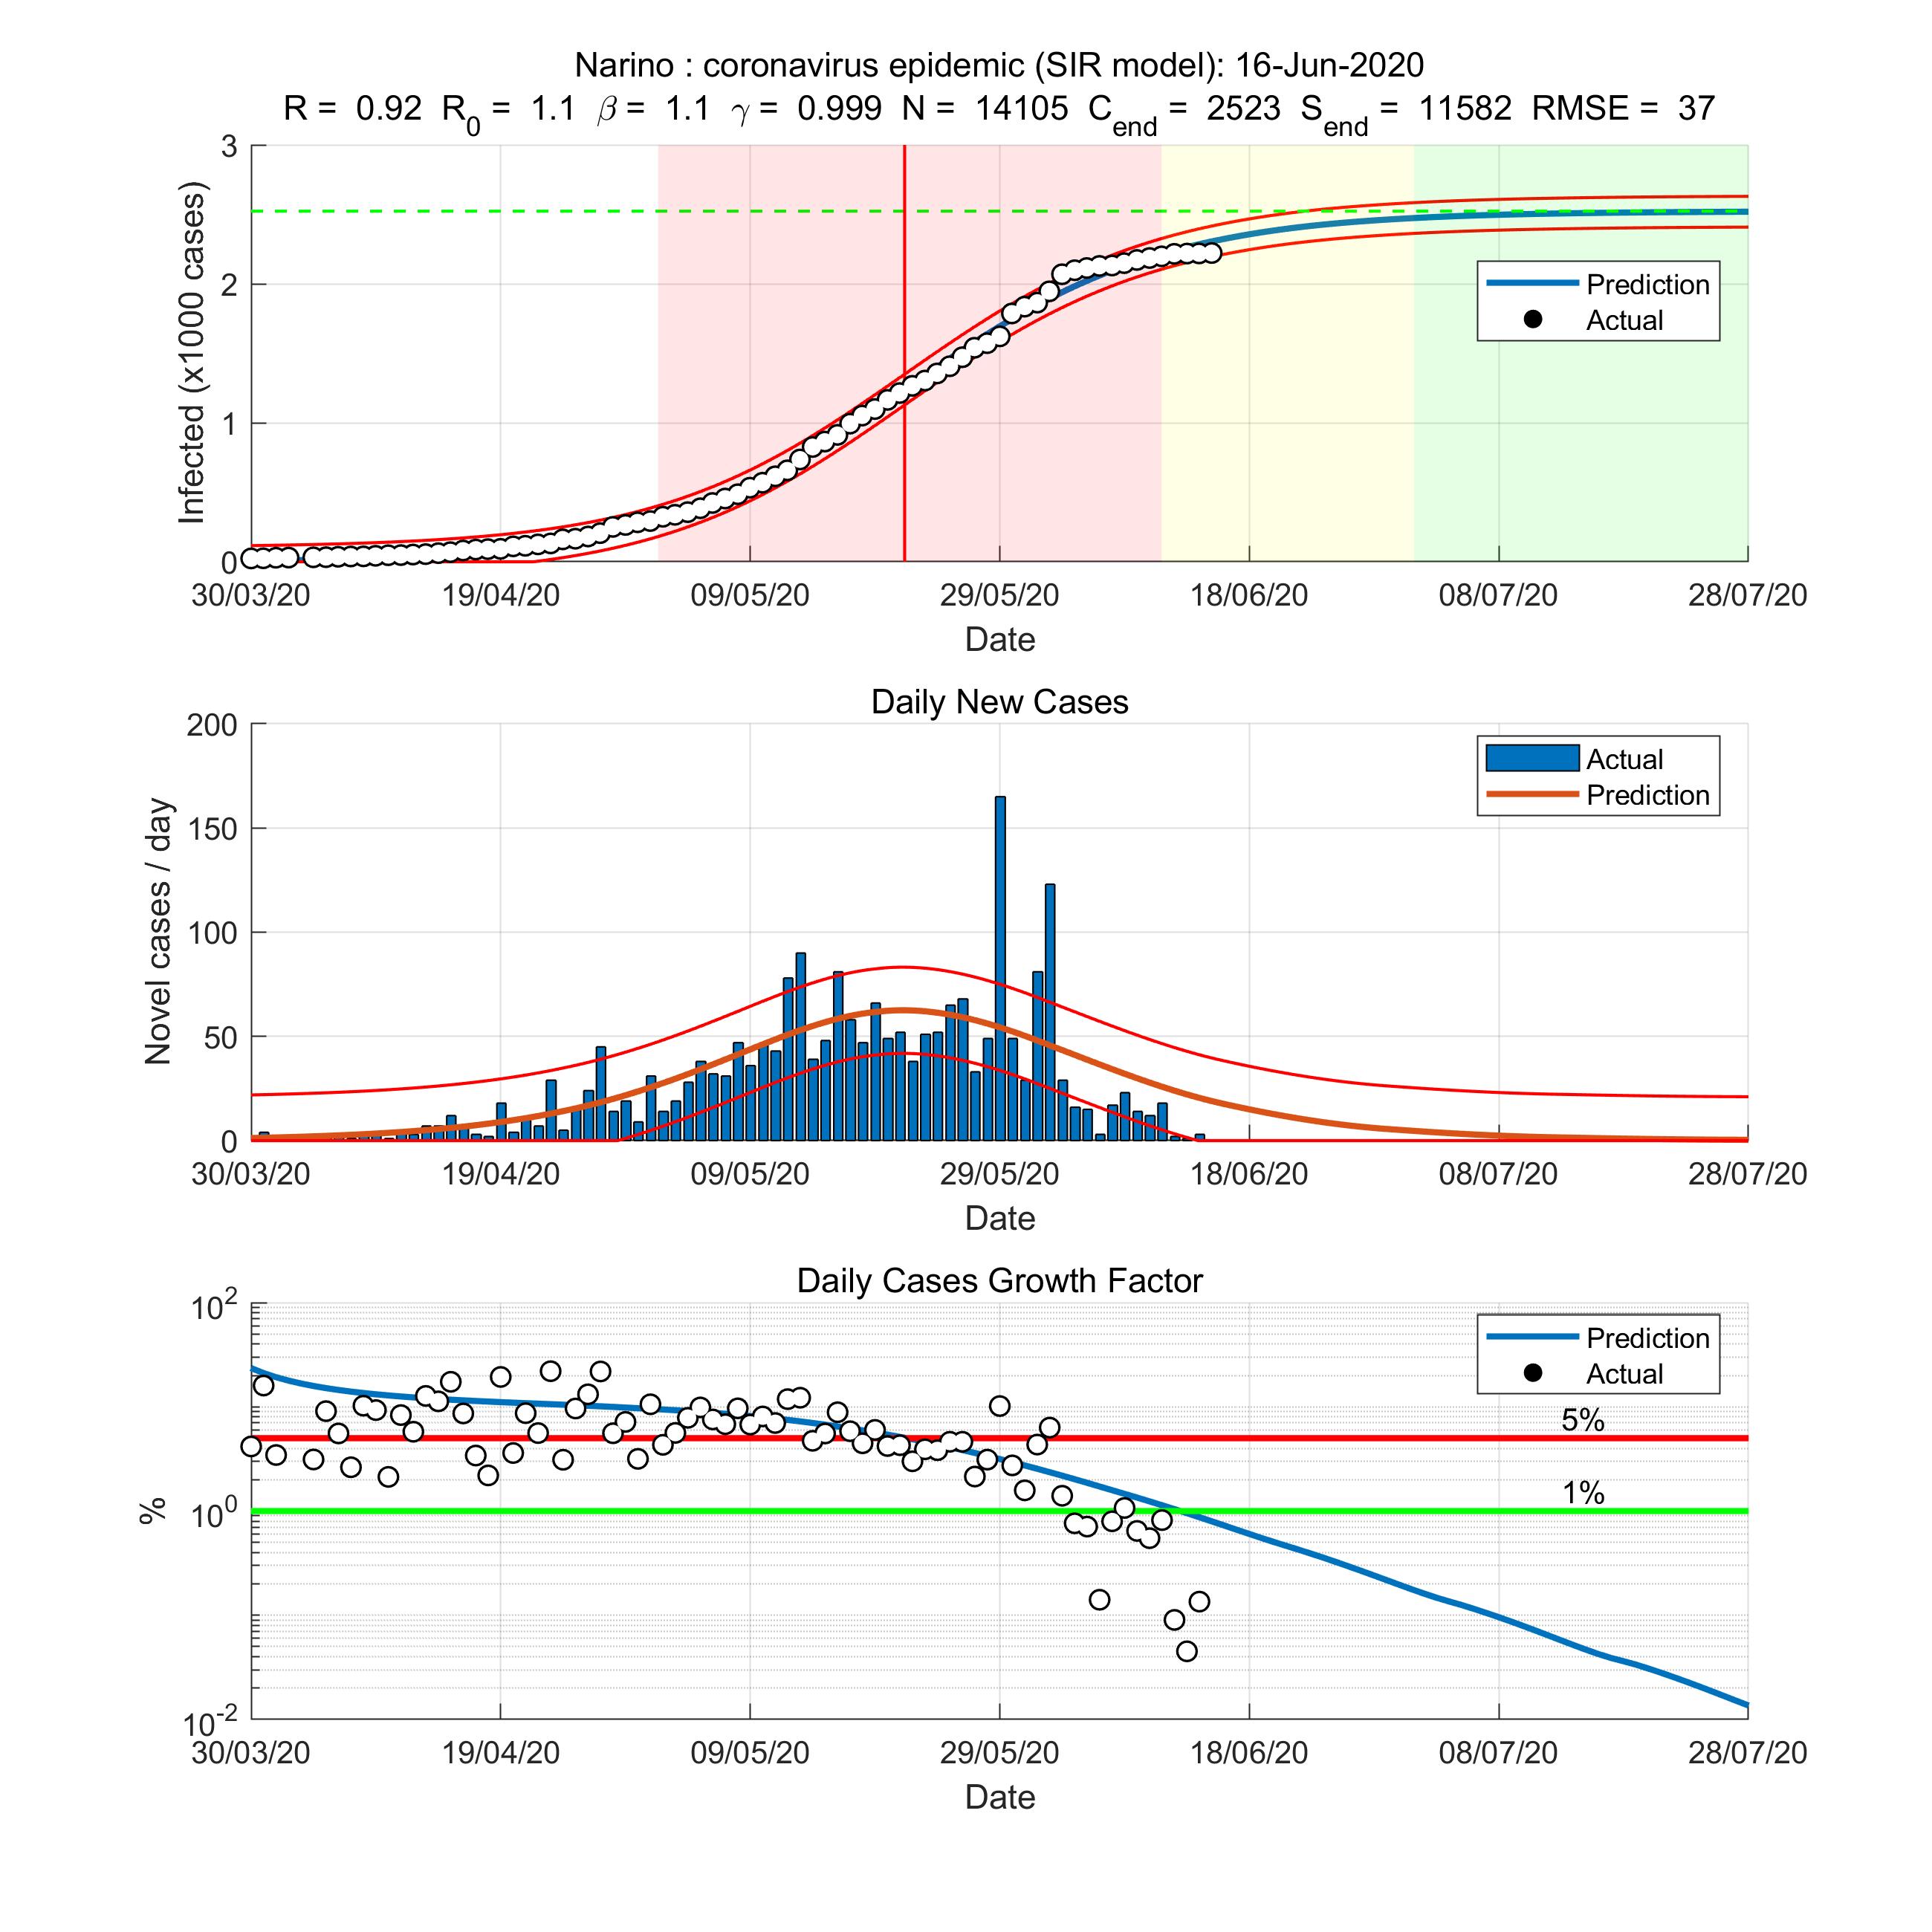 Narino : coronavirus epidemic (SIR model): 16-Jun-2020
R = 0.92 R0 = 1.1 β = 1.1 γ = 0.999 N = 14105 Cend = 2523 Send = 11582 RMSE = 37
3
2
1
0
Infected (x1000 cases)
Prediction
Actual
30/03/20 19/04/20 09/05/20 29/05/20 18/06/20 08/07/20 28/07/20
Date
Daily New Cases
200
150
100
50
0
Novel cases / day
Actual
Prediction
30/03/20 19/04/20 09/05/20 29/05/20 18/06/20 08/07/20 28/07/20
Date
Daily Cases Growth Factor
10^2
10^0
10^-2
%
Prediction
Actual
5%
1%
30/03/20 19/04/20 09/05/20 29/05/20 18/06/20 08/07/20 28/07/20
Date